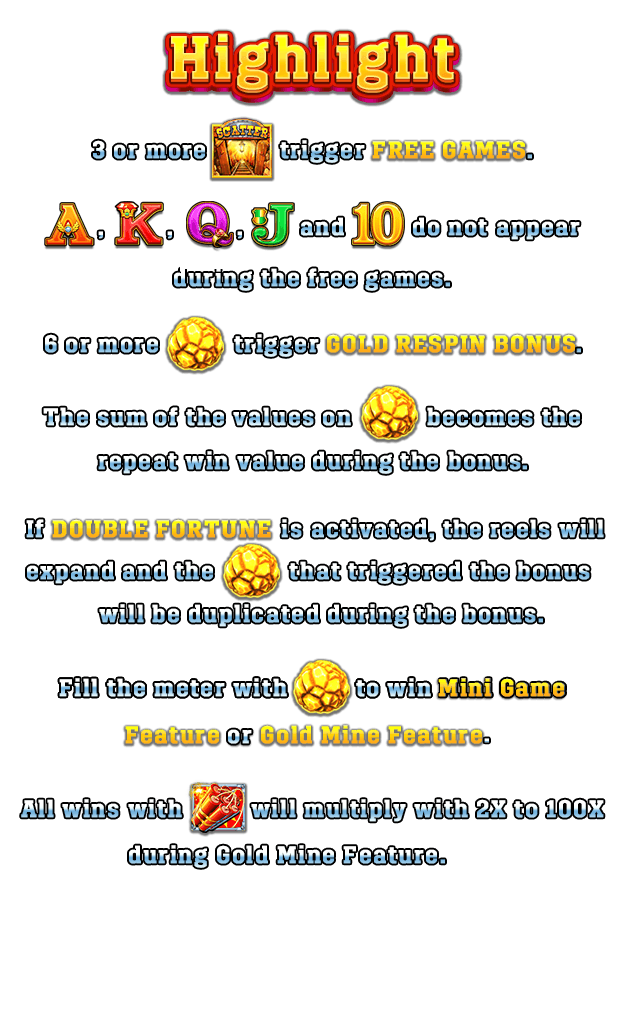 Highlight
3 or more SCATTER trigger FREE GAMES.
A, K, Q, J and 10 do not appear
during the free games.
6 or more trigger GOLD RESPIN BONUS.
The sum of the values on becomes the
repeat win value during the bonus.
If DOUBLE FORTUNE is activated, the reels will
expand and the that triggered the bonus
will be duplicated during the bonus.
Fill the meter with to win Mini Game
Feature or Gold Mine Feature.
All wins with will multiply with 2X to 100X
during Gold Mine Feature.